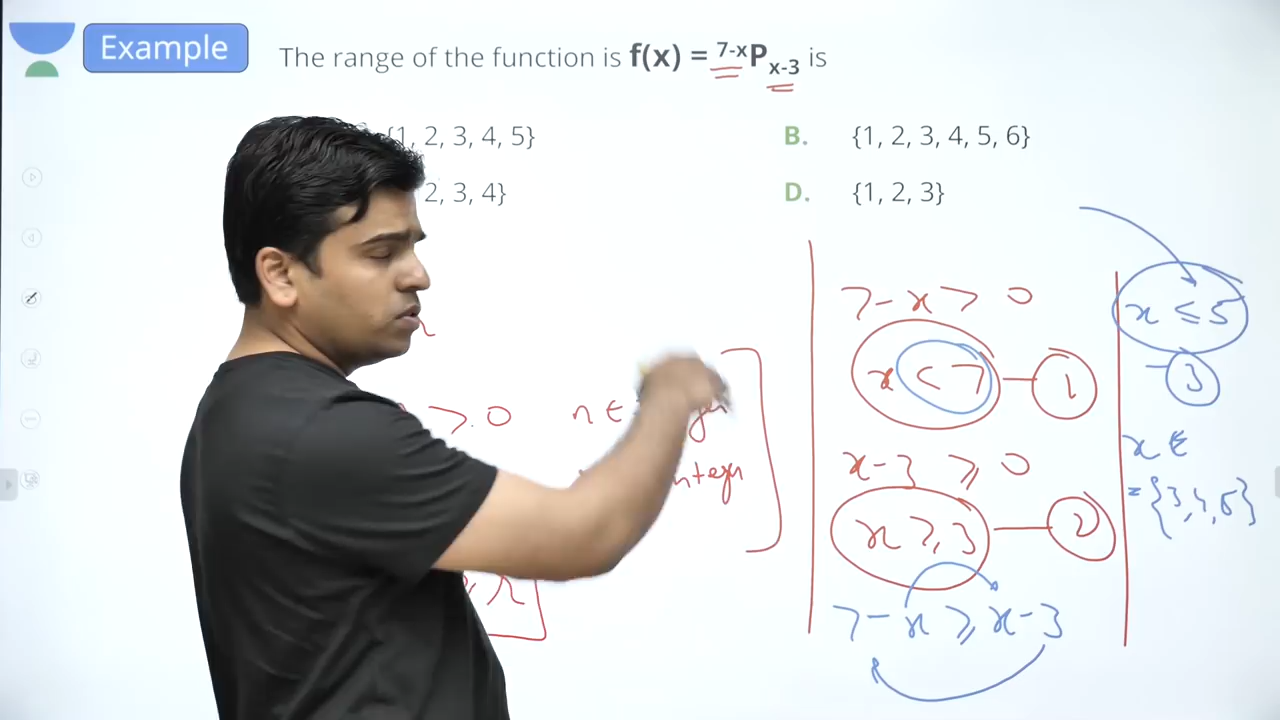 Example
The range of the function is f(x) = ⁷⁻ˣPₓ₋₃ is
{1, 2, 3, 4, 5}
B. {1, 2, 3, 4, 5, 6}
2, 3, 4}
D. {1, 2, 3}
> 0 n ∈
r
7 - x > 0
x < 7 — 1
x - 3 ≥ 0
x ≥ 3 — 2
7 - x ≥ x - 3
x ≤ 5
- 3
x ∈
= {3, 4, 5}